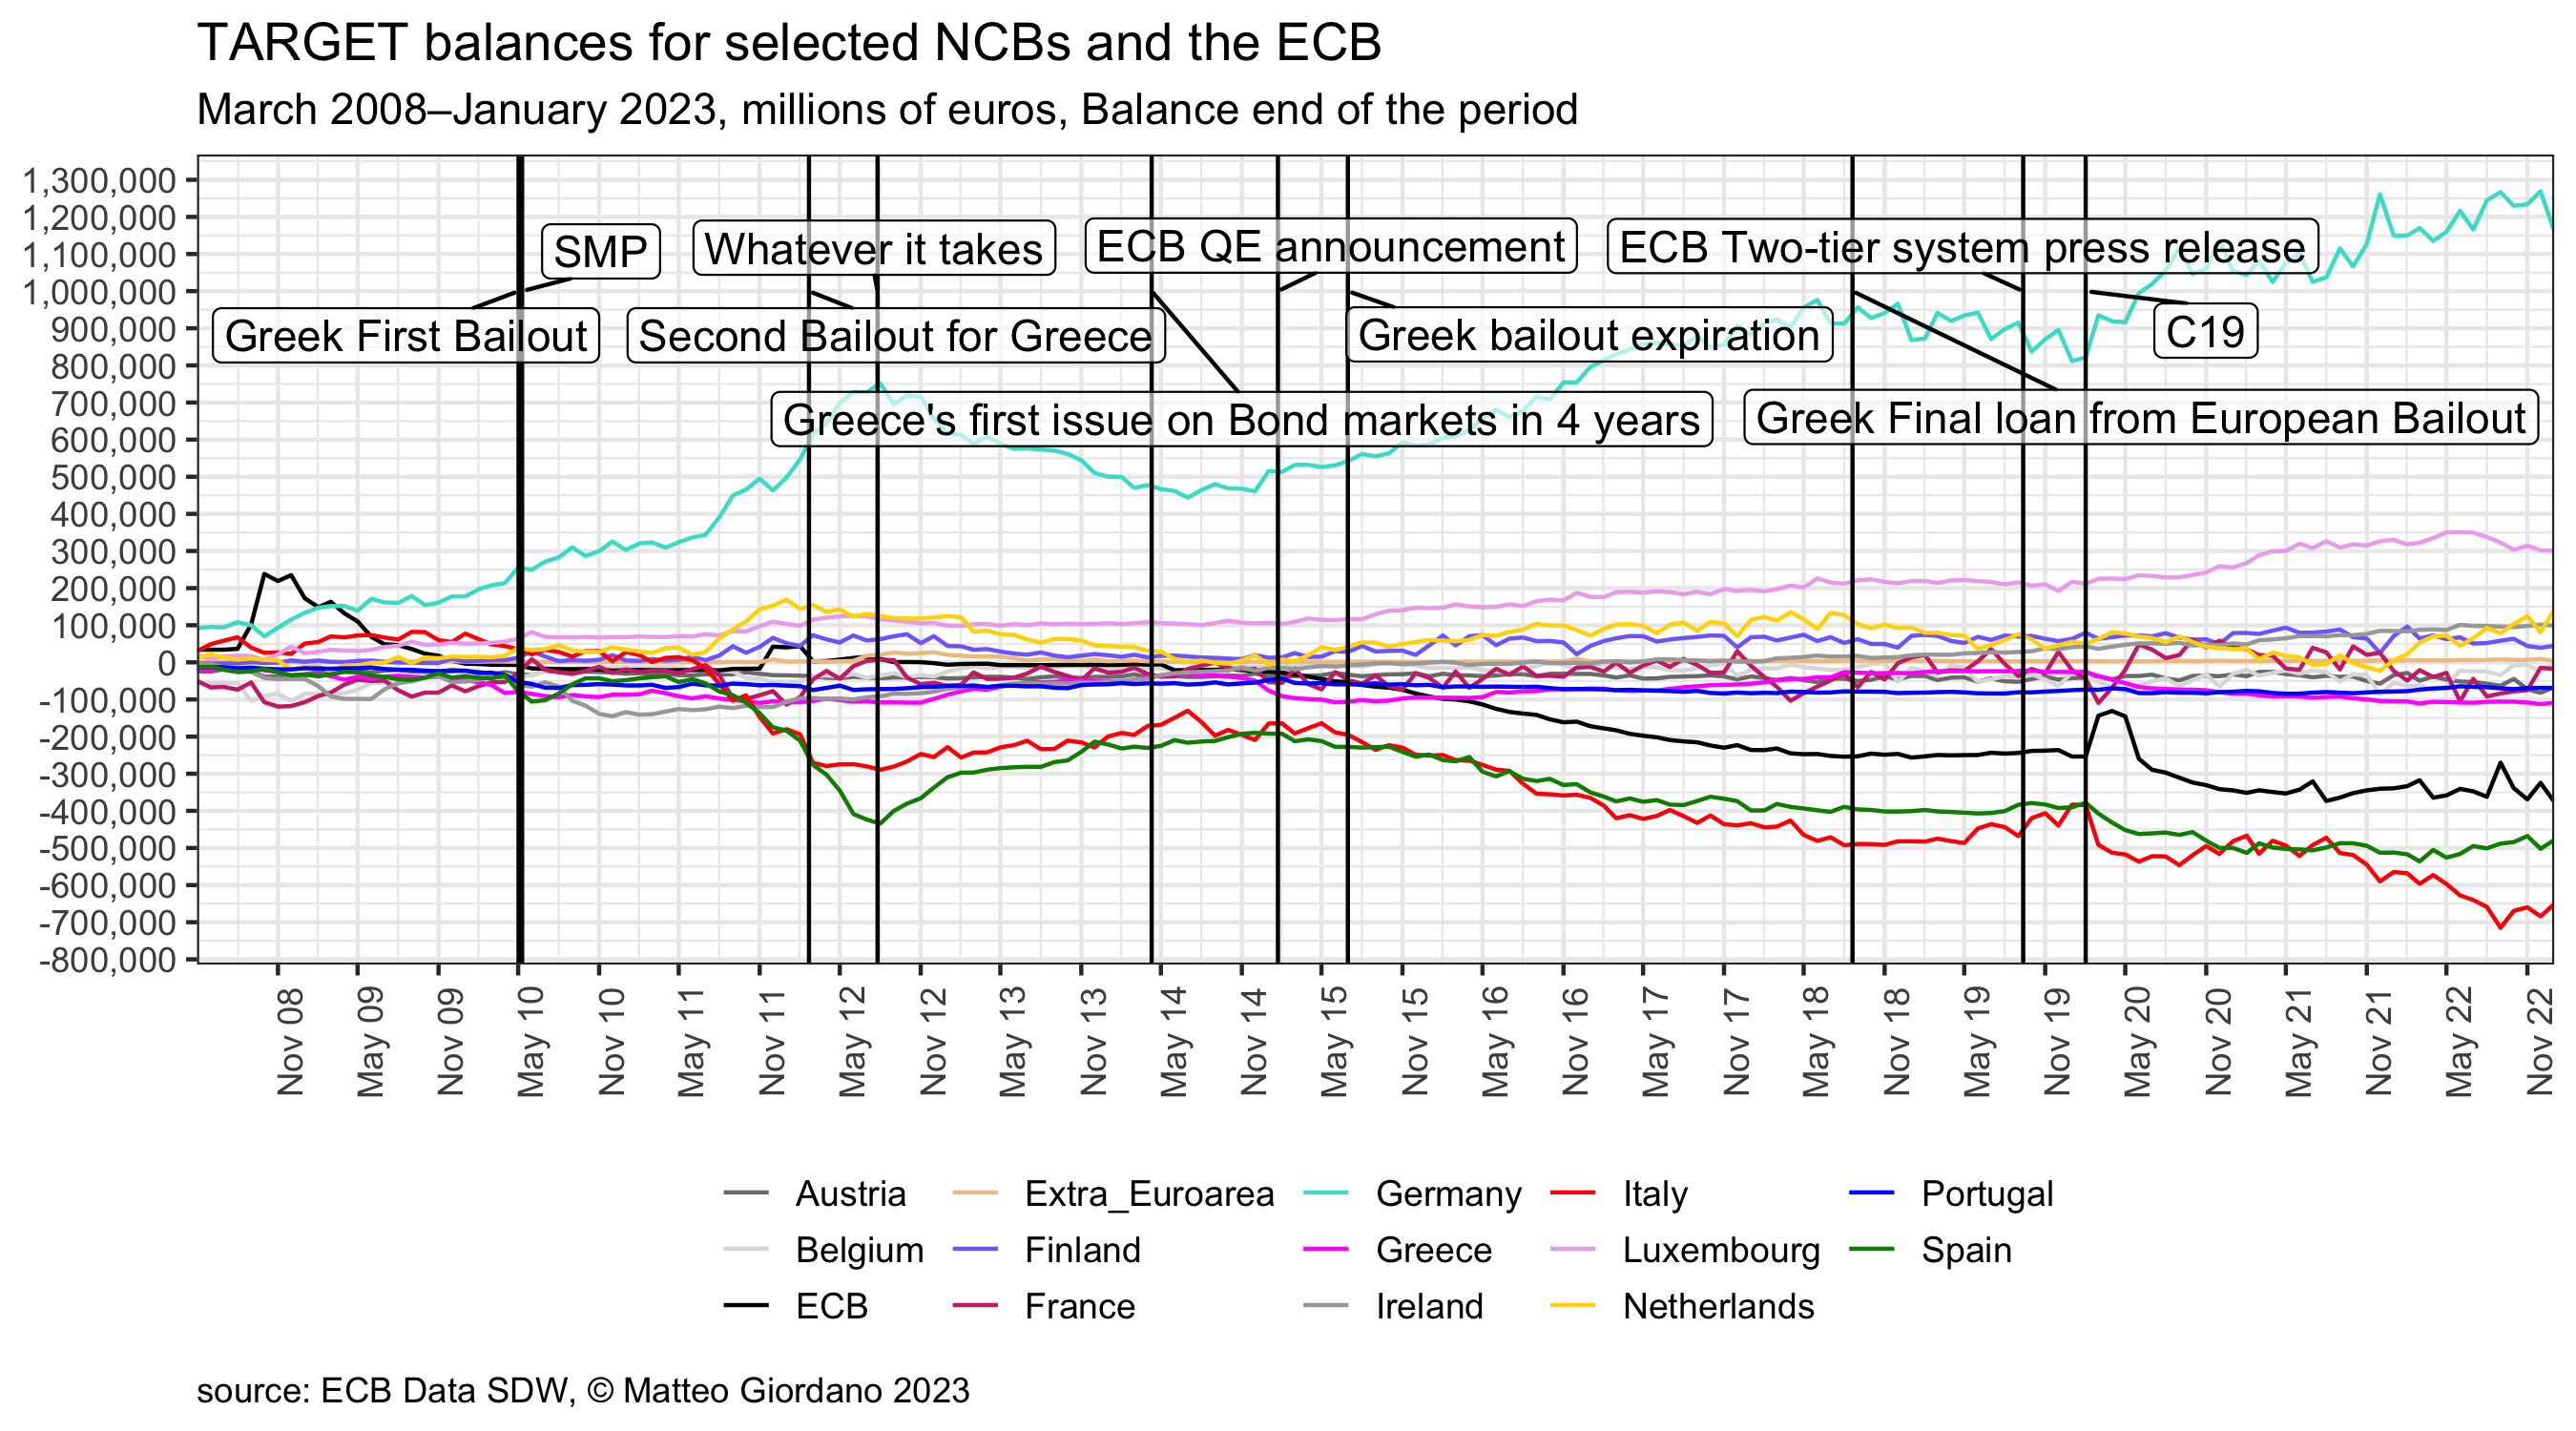 TARGET balances for selected NCBs and the ECB
March 2008–January 2023, millions of euros, Balance end of the period
1,300,000
1,200,000
1,100,000
1,000,000
900,000
800,000
700,000
600,000
500,000
400,000
300,000
200,000
100,000
0
-100,000
-200,000
-300,000
-400,000
-500,000
-600,000
-700,000
-800,000
SMP
Whatever it takes
ECB QE announcement
ECB Two-tier system press release
Greek First Bailout
Second Bailout for Greece
Greek bailout expiration
C19
Greece's first issue on Bond markets in 4 years
Greek Final loan from European Bailout
Nov 08
May 09
Nov 09
May 10
Nov 10
May 11
Nov 11
May 12
Nov 12
May 13
Nov 13
May 14
Nov 14
May 15
Nov 15
May 16
Nov 16
May 17
Nov 17
May 18
Nov 18
May 19
Nov 19
May 20
Nov 20
May 21
Nov 21
May 22
Nov 22
Austria Extra_Euroarea Germany Italy Portugal
Belgium Finland Greece Luxembourg Spain
ECB France Ireland Netherlands
source: ECB Data SDW, © Matteo Giordano 2023